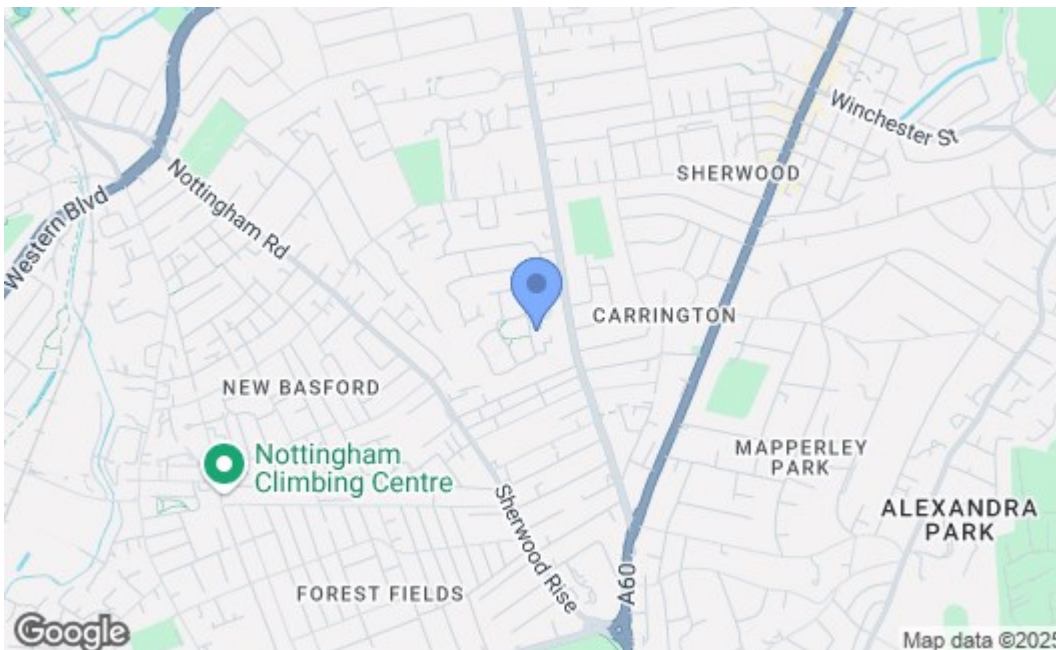 Winchester St
SHERWOOD
Nottingham Rd
Western Blvd
CARRINGTON
NEW BASFORD
Nottingham
Climbing Centre
MAPPERLEY
PARK
ALEXANDRA
PARK
Sherwood Rise
A60
FOREST FIELDS
Google
Map data ©2025